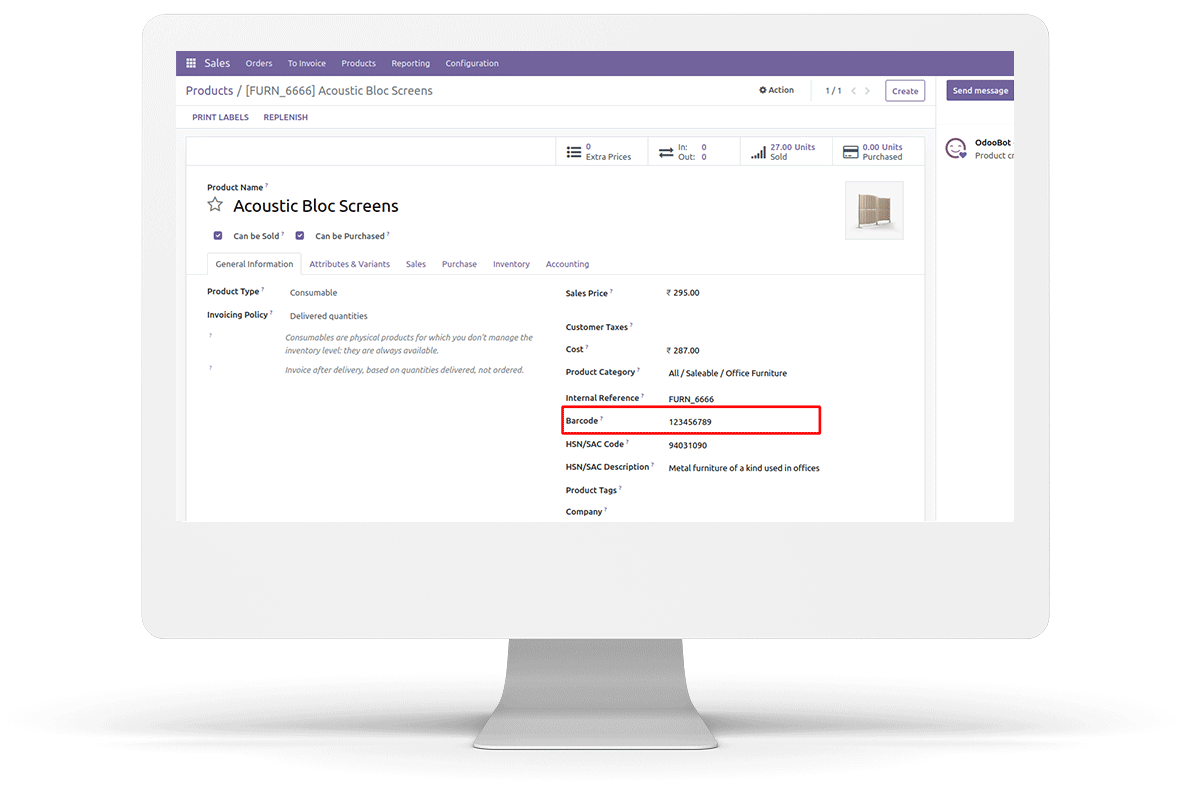 Sales Orders To Invoice Products Reporting Configuration
Products / [FURN_6666] Acoustic Bloc Screens Action 1 / 1 Create Send message
PRINT LABELS REPLENISH
0
Extra Prices
In: 0
Out: 0
27.00 Units
Sold
0.00 Units
Purchased
OdooBot
Product cr
Product Name ?
Acoustic Bloc Screens
Can be Sold ? Can be Purchased ?
General Information Attributes & Variants Sales Purchase Inventory Accounting
Product Type ? Consumable
Invoicing Policy ? Delivered quantities
? Consumables are physical products for which you don't manage the
inventory level: they are always available.
? Invoice after delivery, based on quantities delivered, not ordered.
Sales Price ? ₹ 295.00
Customer Taxes ?
Cost ? ₹ 287.00
Product Category ? All / Saleable / Office Furniture
Internal Reference ? FURN_6666
Barcode ? 123456789
HSN/SAC Code ? 94031090
HSN/SAC Description ? Metal furniture of a kind used in offices
Product Tags ?
Company ?